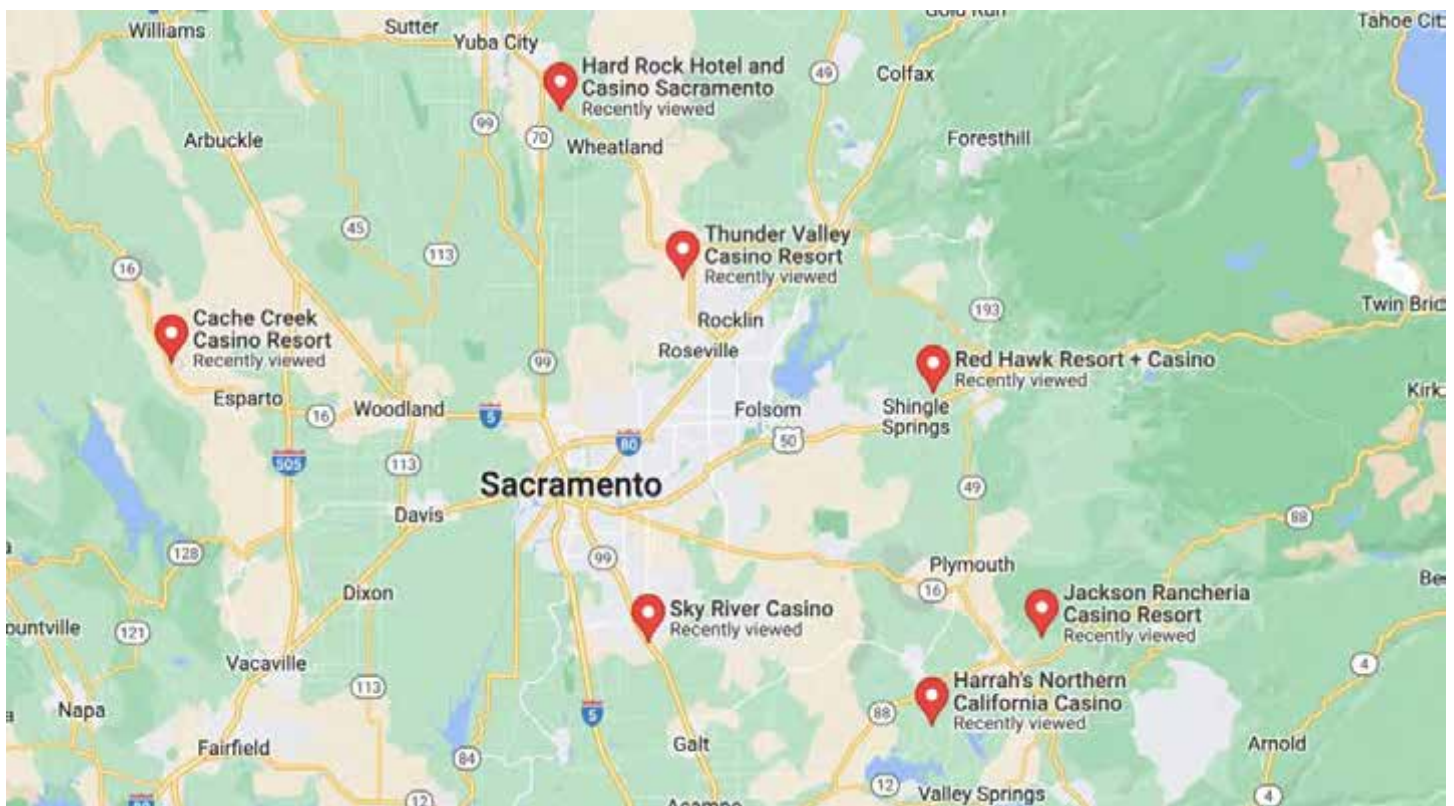 Gold Run
Tahoe Cit
Williams
Sutter
Yuba City
Hard Rock Hotel and
Casino Sacramento
Recently viewed
49
Colfax
99
70
Arbuckle
Wheatland
Foresthill
45
113
Thunder Valley
Casino Resort
Recently viewed
16
193
Twin Brid
Cache Creek
Casino Resort
Recently viewed
Rocklin
Roseville
99
Red Hawk Resort + Casino
Recently viewed
Esparto
16
Woodland
5
Folsom
Shingle
Springs
Kirk
50
80
505
113
Sacramento
49
Davis
88
128
99
Plymouth
16
Dixon
Sky River Casino
Recently viewed
Jackson Rancheria
Casino Resort
Recently viewed
ountville
121
Vacaville
4
113
Harrah's Northern
California Casino
Recently viewed
Napa
5
88
Fairfield
84
Galt
Arnold
12
12
Valley Springs
4